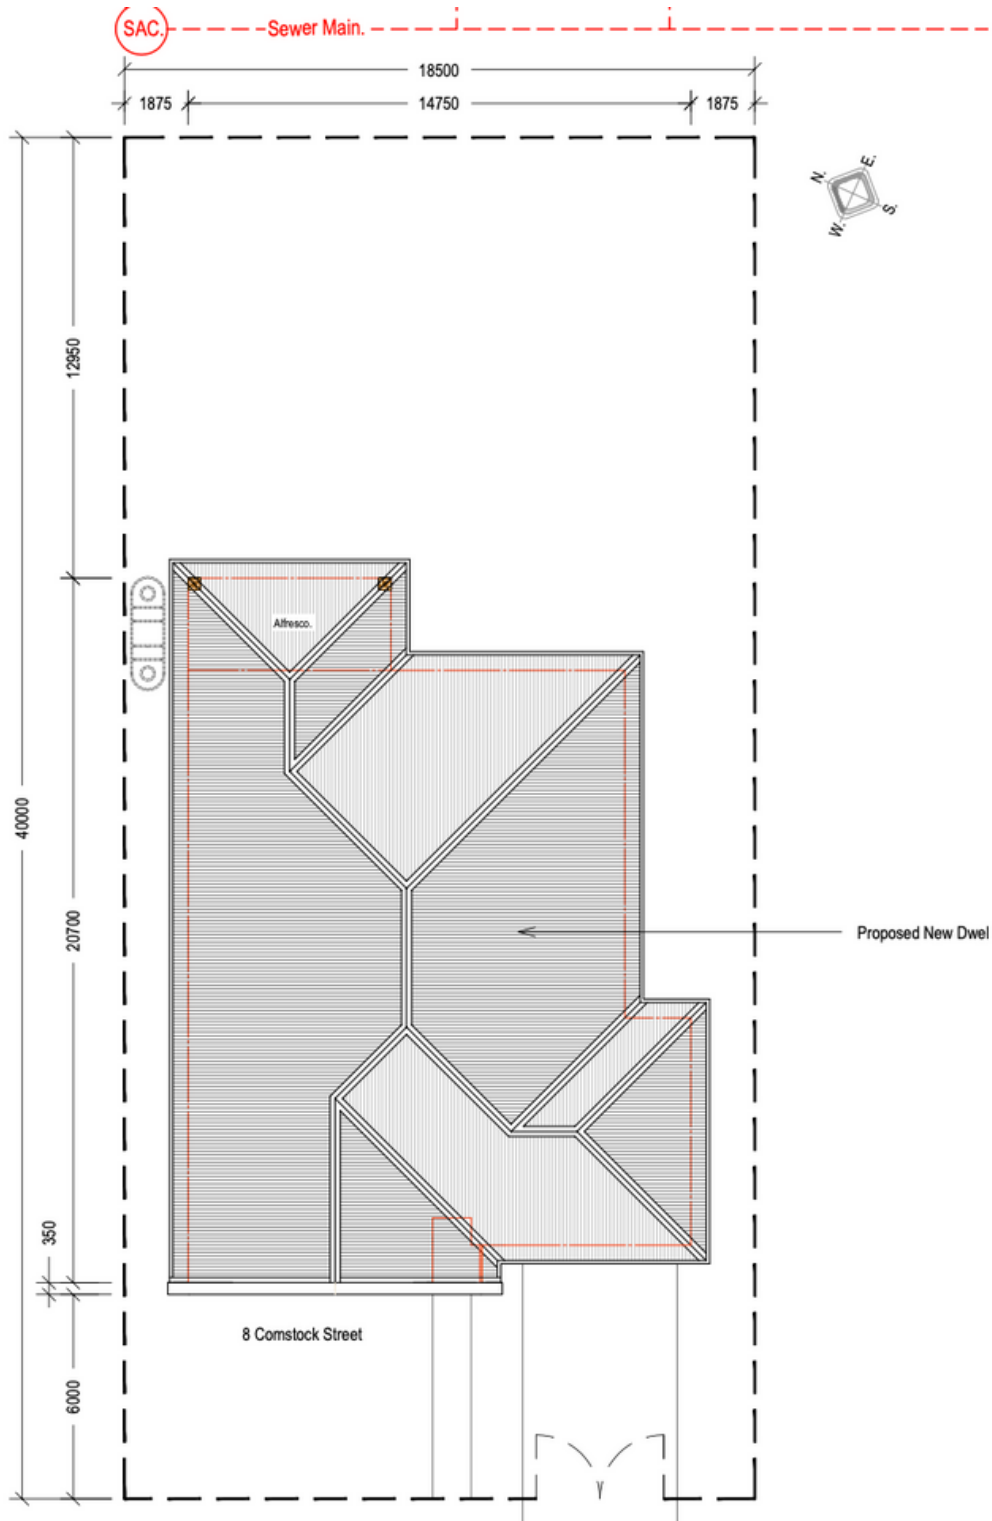 SAC.
Sewer Main.
18500
1875
14750
1875
N.
E.
S.
W.
12950
Alfresco.
40000
20700
Proposed New Dwel
350
8 Comstock Street
6000